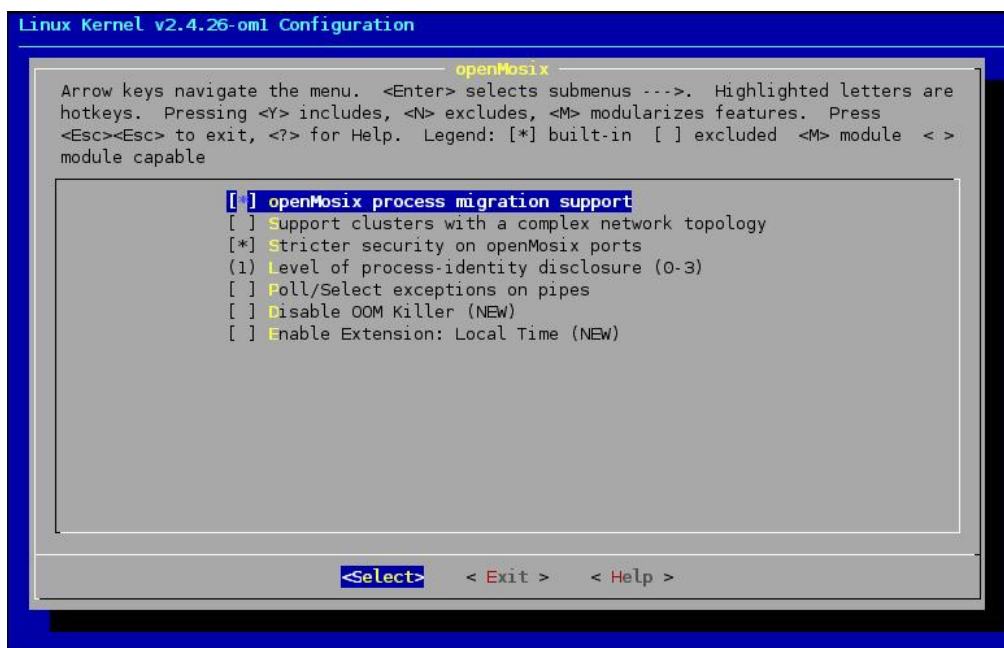 Linux Kernel v2.4.26-om1 Configuration
openMosix
Arrow keys navigate the menu.  <Enter> selects submenus --->.  Highlighted letters are
hotkeys.  Pressing <Y> includes, <N> excludes, <M> modularizes features.  Press
<Esc><Esc> to exit, <?> for Help.  Legend: [*] built-in  [ ] excluded  <M> module  < >
module capable
[*] openMosix process migration support
[ ] Support clusters with a complex network topology
[*] Stricter security on openMosix ports
(1) Level of process-identity disclosure (0-3)
[ ] Poll/Select exceptions on pipes
[ ] Disable OOM Killer (NEW)
[ ] Enable Extension: Local Time (NEW)
<Select>    < Exit >    < Help >